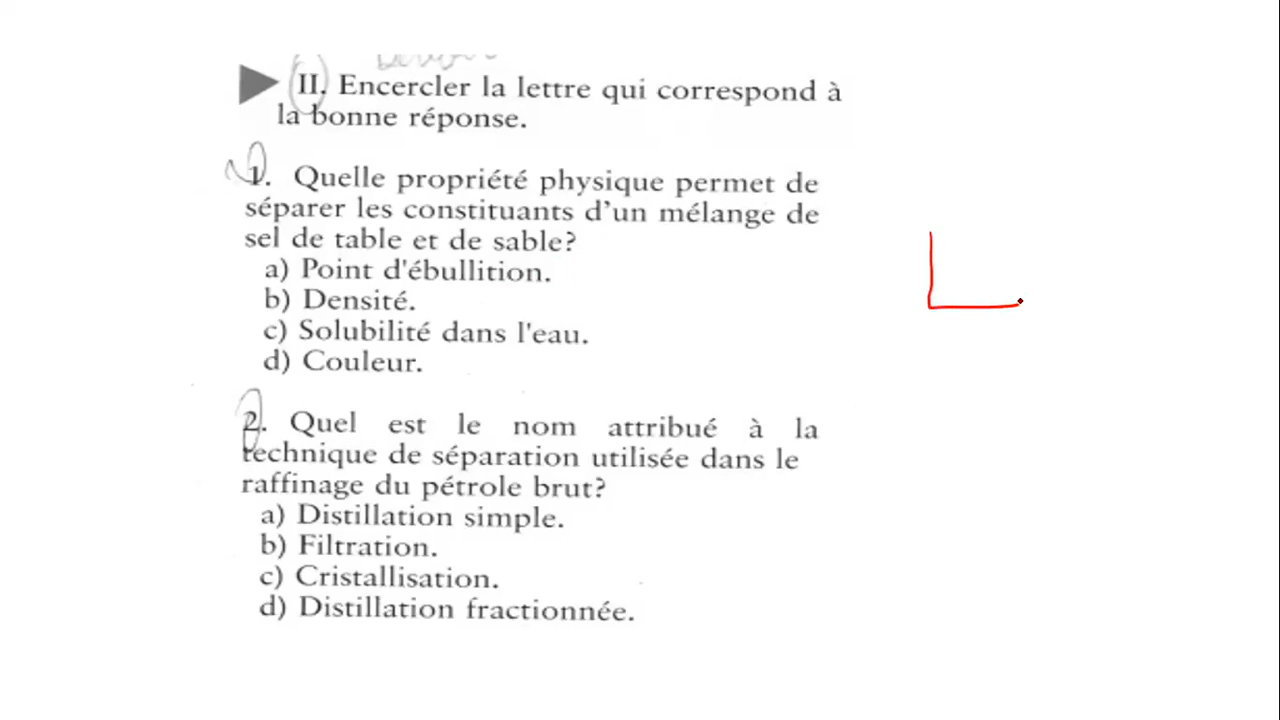 II. Encercler la lettre qui correspond à
la bonne réponse.
1. Quelle propriété physique permet de
séparer les constituants d'un mélange de
sel de table et de sable?
a) Point d'ébullition.
b) Densité.
c) Solubilité dans l'eau.
d) Couleur.
2. Quel est le nom attribué à la
technique de séparation utilisée dans le
raffinage du pétrole brut?
a) Distillation simple.
b) Filtration.
c) Cristallisation.
d) Distillation fractionnée.